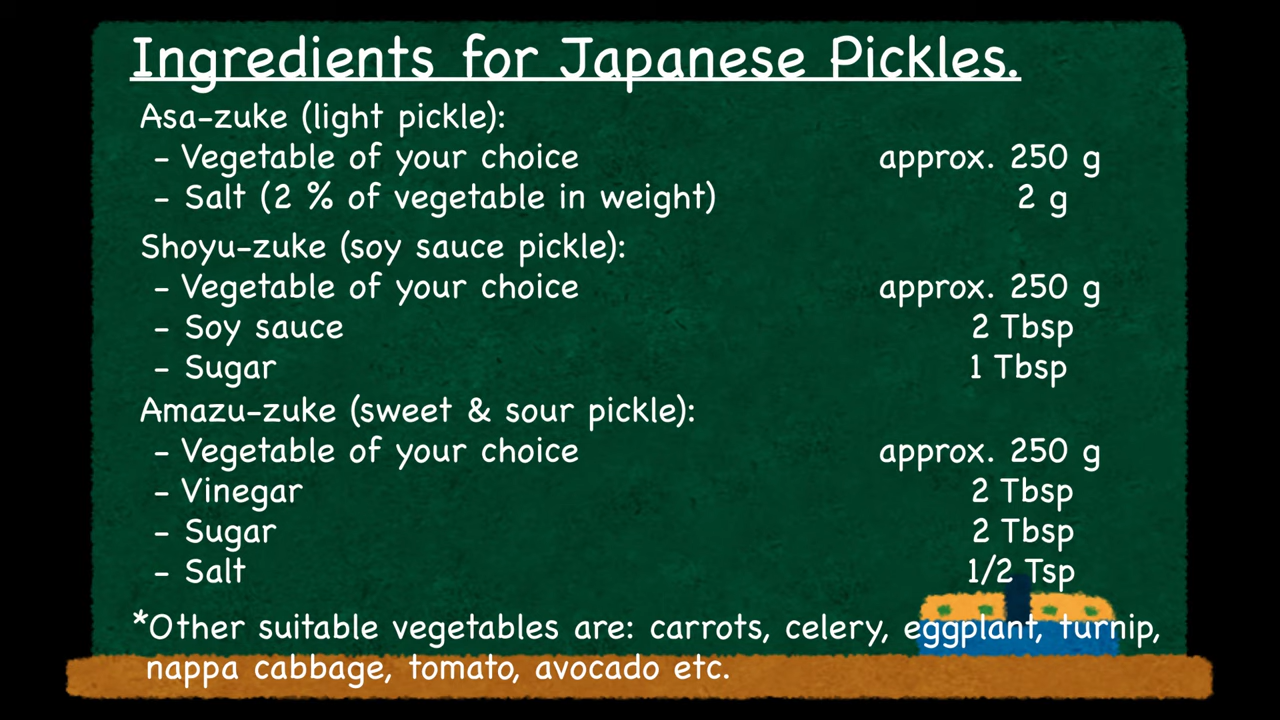 Ingredients for Japanese Pickles.
Asa-zuke (light pickle):
- Vegetable of your choice approx. 250 g
- Salt (2 % of vegetable in weight) 2 g
Shoyu-zuke (soy sauce pickle):
- Vegetable of your choice approx. 250 g
- Soy sauce 2 Tbsp
- Sugar 1 Tbsp
Amazu-zuke (sweet & sour pickle):
- Vegetable of your choice approx. 250 g
- Vinegar 2 Tbsp
- Sugar 2 Tbsp
- Salt 1/2 Tsp
*Other suitable vegetables are: carrots, celery, eggplant, turnip,
nappa cabbage, tomato, avocado etc.